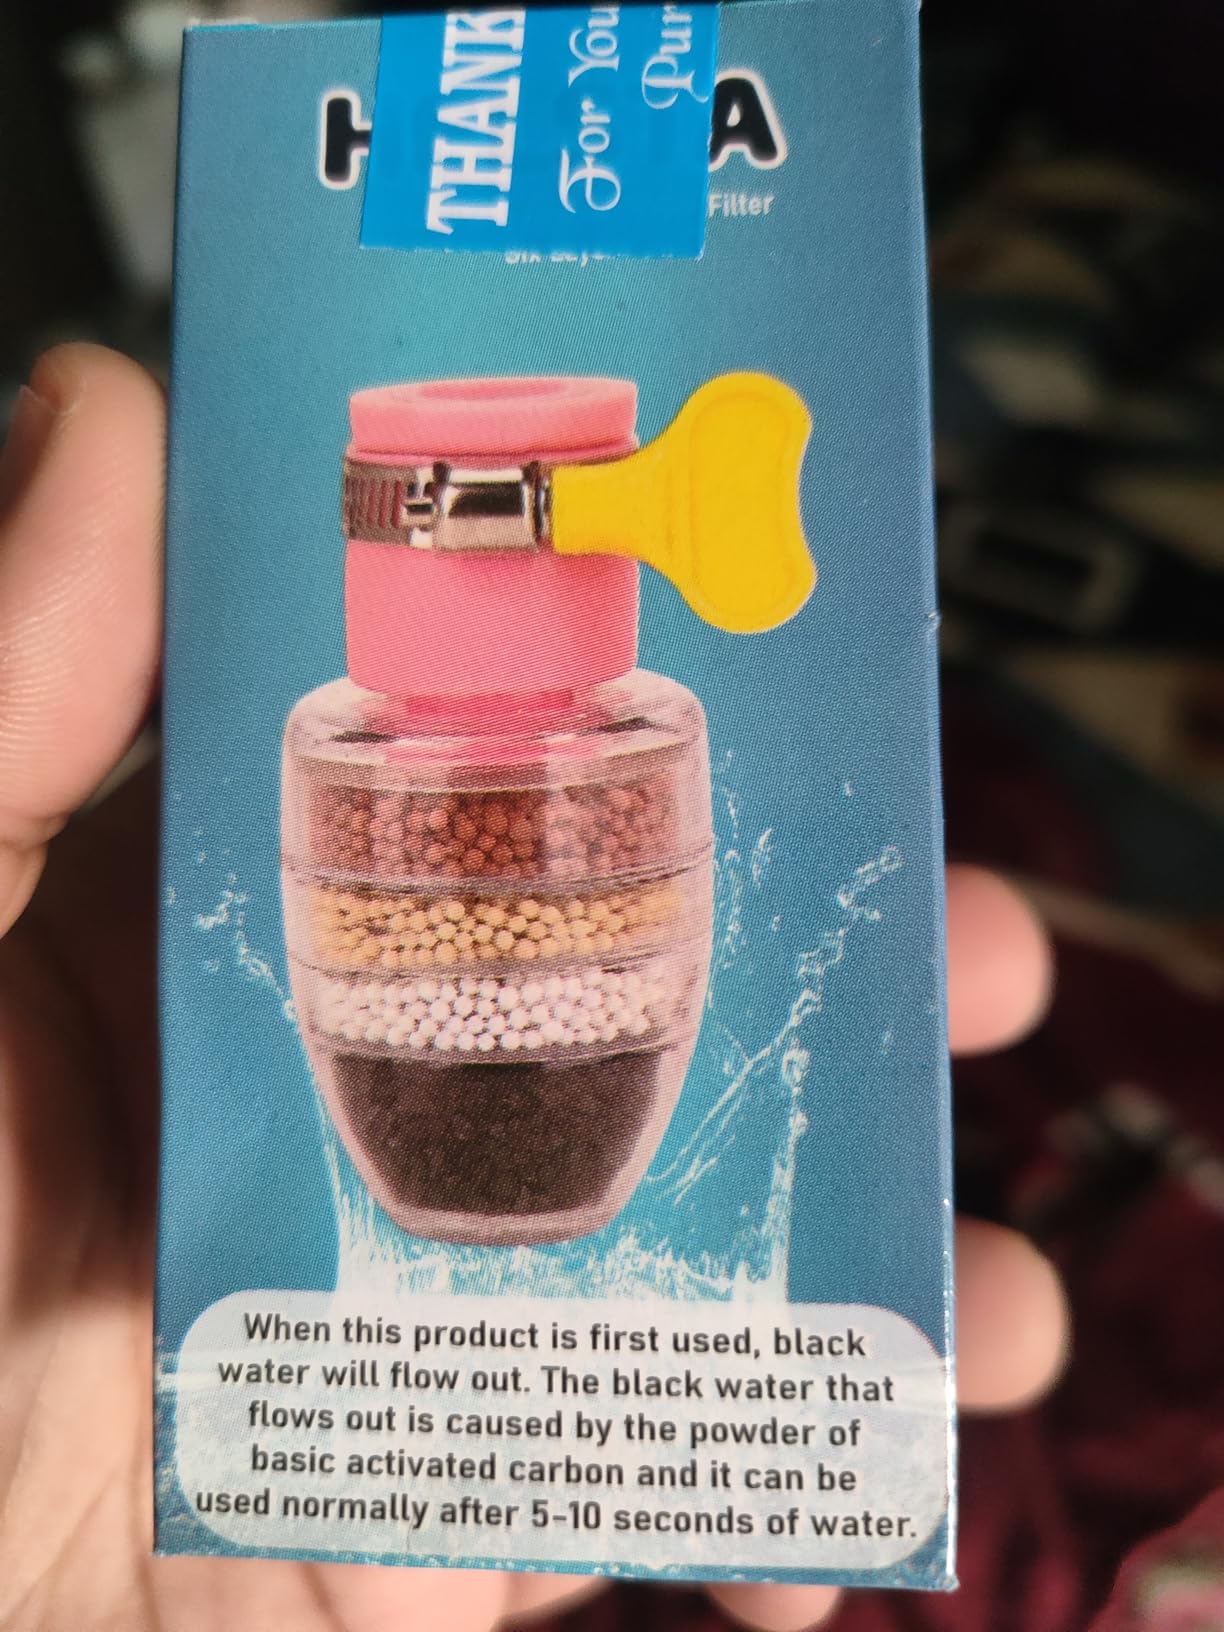 THANK
For You
Pur
H A
Filter
Six
When this product is first used, black
water will flow out. The black water that
flows out is caused by the powder of
basic activated carbon and it can be
used normally after 5-10 seconds of water.